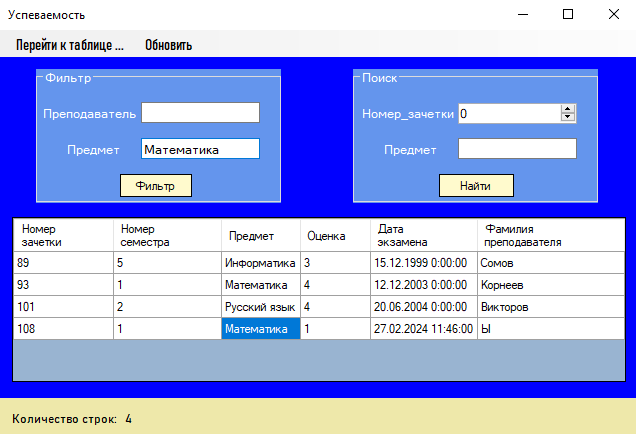 Успеваемость
Перейти к таблице ... Обновить
Фильтр
Преподаватель
Предмет Математика
Фильтр
Поиск
Номер_зачетки 0
Предмет
Найти
Номер зачетки Номер семестра Предмет Оценка Дата экзамена Фамилия преподавателя
89 5 Информатика 3 15.12.1999 0:00:00 Сомов
93 1 Математика 4 12.12.2003 0:00:00 Корнеев
101 2 Русский язык 4 20.06.2004 0:00:00 Викторов
108 1 Математика 1 27.02.2024 11:46:00 Ы
Количество строк: 4